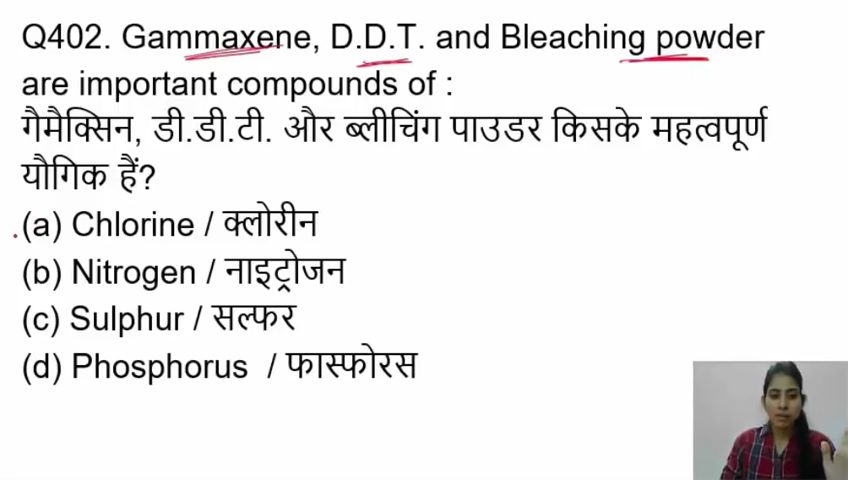 Q402. Gammaxene, D.D.T. and Bleaching powder
are important compounds of :
गैमैक्सिन, डी.डी.टी. और ब्लीचिंग पाउडर किसके महत्वपूर्ण
यौगिक हैं?
(a) Chlorine / क्लोरीन
(b) Nitrogen / नाइट्रोजन
(c) Sulphur / सल्फर
(d) Phosphorus / फास्फोरस